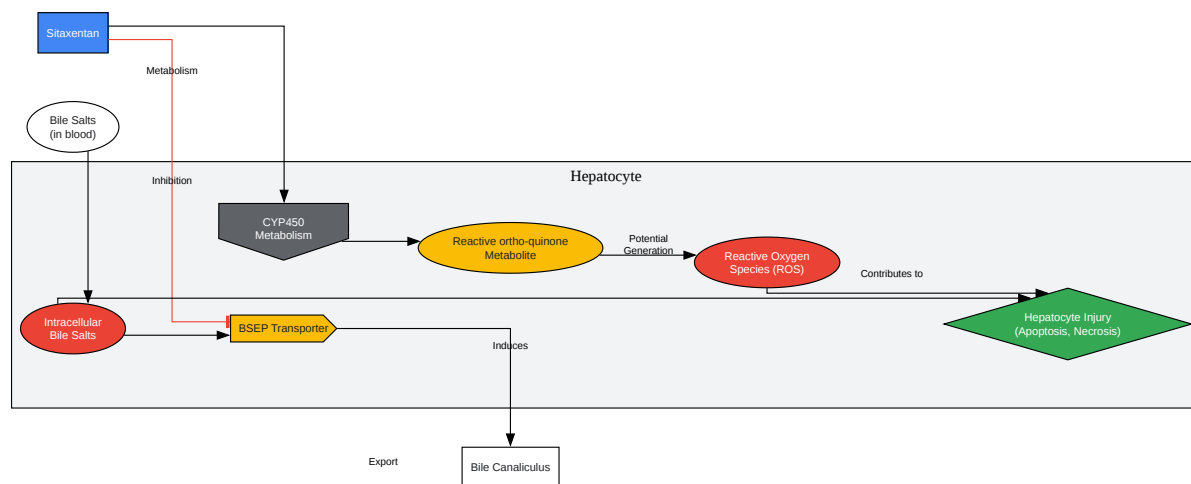 Sitaxentan
Metabolism
Bile Salts
(in blood)
Hepatocyte
Inhibition
CYP450
Metabolism
Reactive ortho-quinone
Metabolite
Potential
Generation
Reactive Oxygen
Species (ROS)
Contributes to
Intracellular
Bile Salts
BSEP Transporter
Hepatocyte Injury
(Apoptosis, Necrosis)
Induces
Export
Bile Canaliculus